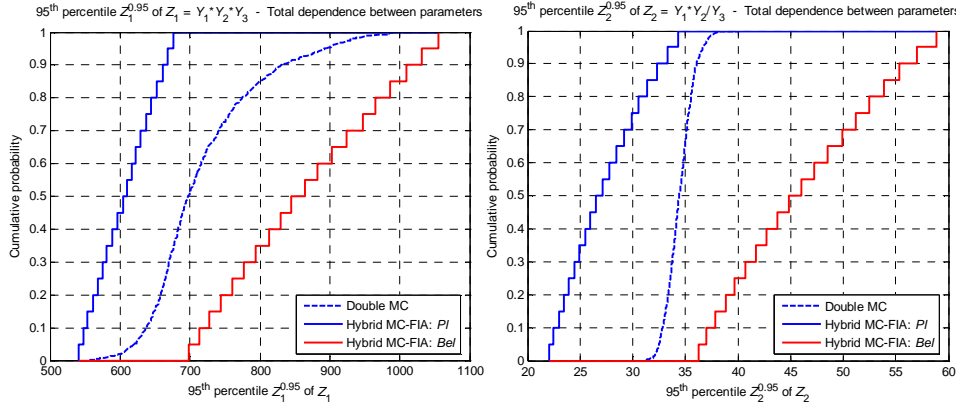 95th percentile Z₁^0.95 of Z₁ = Y₁*Y₂*Y₃ - Total dependence between parameters
Cumulative probability
1
0.9
0.8
0.7
0.6
0.5
0.4
0.3
0.2
0.1
0
500 600 700 800 900 1000 1100
Double MC
Hybrid MC-FIA: Pl
Hybrid MC-FIA: Bel
95th percentile Z₁^0.95 of Z₁
95th percentile Z₂^0.95 of Z₂ = Y₁*Y₂/Y₃ - Total dependence between parameters
Cumulative probability
1
0.9
0.8
0.7
0.6
0.5
0.4
0.3
0.2
0.1
0
20 25 30 35 40 45 50 55 60
Double MC
Hybrid MC-FIA: Pl
Hybrid MC-FIA: Bel
95th percentile Z₂^0.95 of Z₂